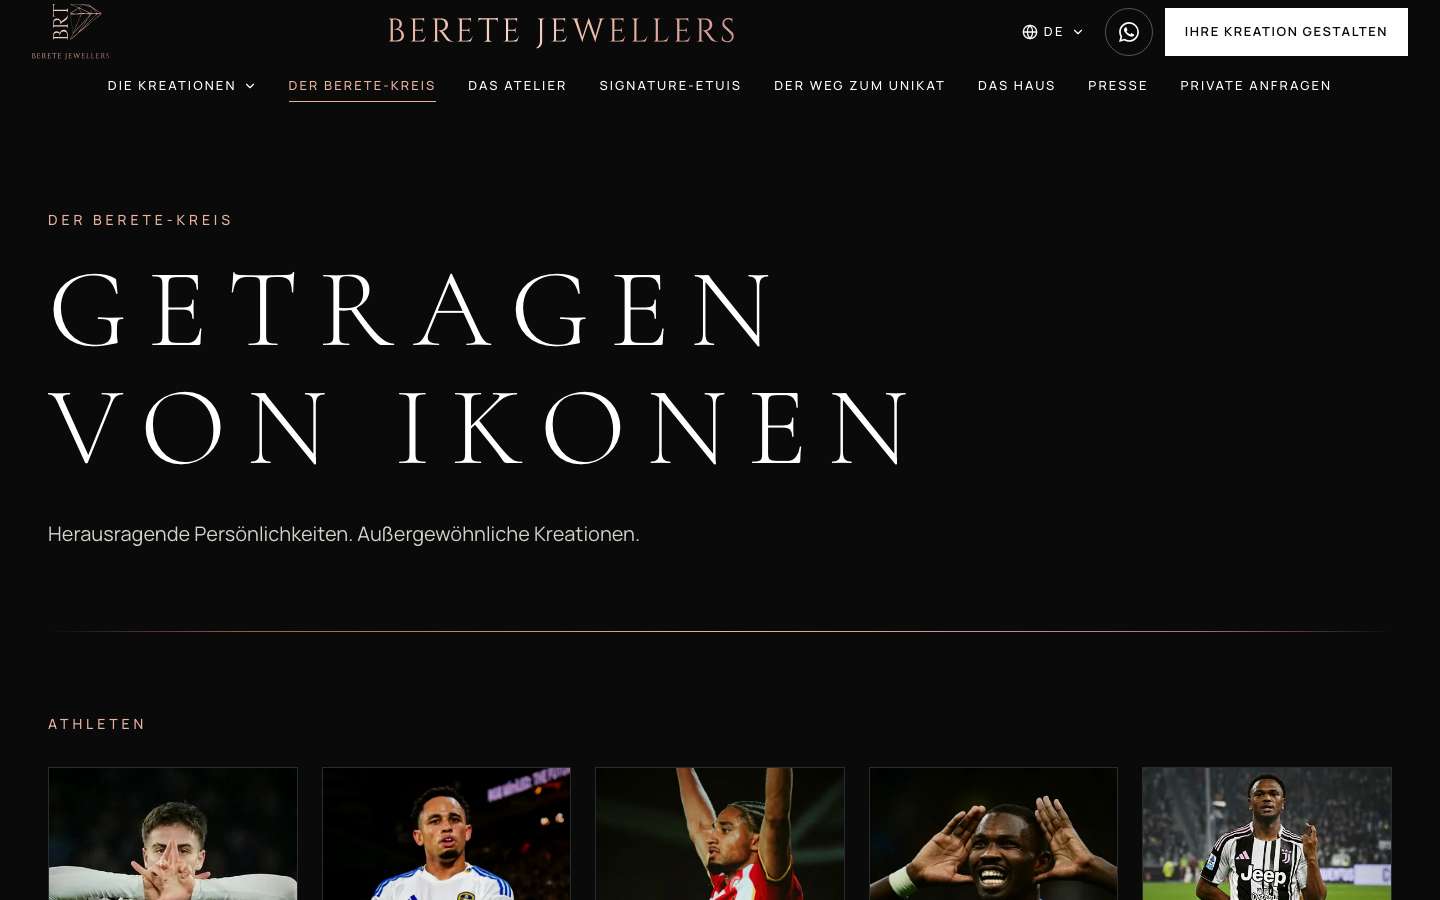 BRT
BERETE JEWELLERS
BERETE JEWELLERS
DE
IHRE KREATION GESTALTEN
DIE KREATIONEN
DER BERETE-KREIS
DAS ATELIER
SIGNATURE-ETUIS
DER WEG ZUM UNIKAT
DAS HAUS
PRESSE
PRIVATE ANFRAGEN
DER BERETE-KREIS
GETRAGEN
VON IKONEN
Herausragende Persönlichkeiten. Außergewöhnliche Kreationen.
ATHLETEN
Jeep